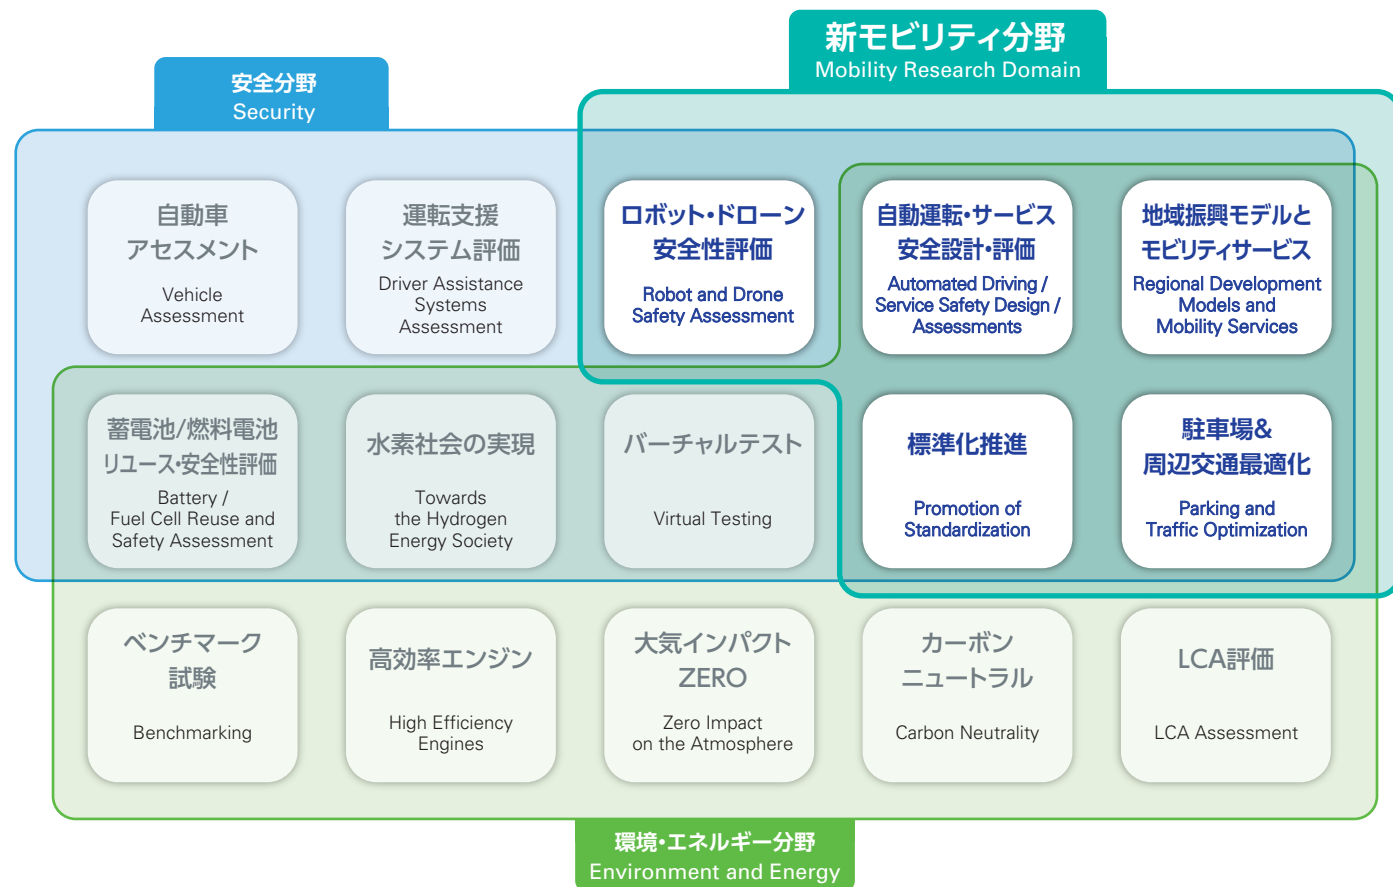 新モビリティ分野
Mobility Research Domain
安全分野
Security
自動車
アセスメント
Vehicle
Assessment
運転支援
システム評価
Driver Assistance
Systems
Assessment
ロボット・ドローン
安全性評価
Robot and Drone
Safety Assessment
自動運転・サービス
安全設計・評価
Automated Driving /
Service Safety Design /
Assessments
地域振興モデルと
モビリティサービス
Regional Development
Models and
Mobility Services
蓄電池/燃料電池
リユース・安全性評価
Battery /
Fuel Cell Reuse and
Safety Assessment
水素社会の実現
Towards
the Hydrogen
Energy Society
バーチャルテスト
Virtual Testing
標準化推進
Promotion of
Standardization
駐車場&
周辺交通最適化
Parking and
Traffic Optimization
ベンチマーク
試験
Benchmarking
高効率エンジン
High Efficiency
Engines
大気インパクト
ZERO
Zero Impact
on the Atmosphere
カーボン
ニュートラル
Carbon Neutrality
LCA評価
LCA Assessment
環境・エネルギー分野
Environment and Energy